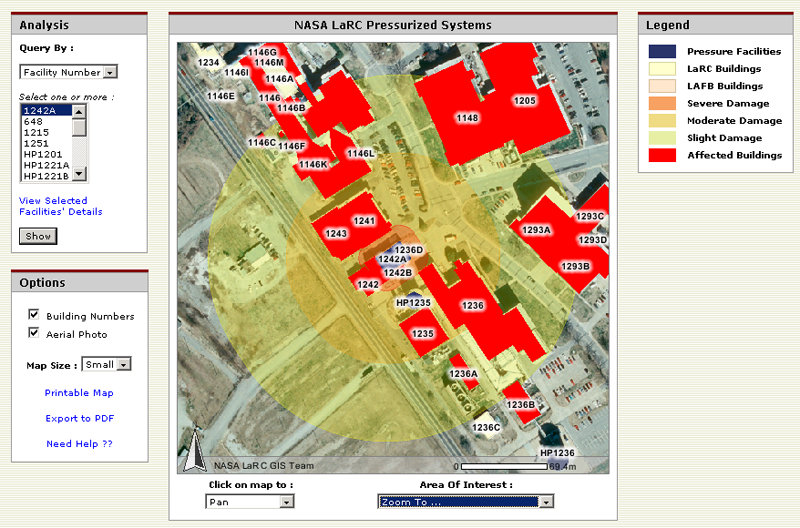 Analysis
Query By :
Facility Number
Select one or more :
1242A
648
1215
1251
HP1201
HP1221A
HP1221B
View Selected
Facilities' Details
Show
Options
Building Numbers
Aerial Photo
Map Size : Small
Printable Map
Export to PDF
Need Help ??
NASA LaRC Pressurized Systems
1146G
1234
1146M
1146I
1146A
1146E
1146
1146B
1205
1148
1146C
1146F
1146L
1146K
1241
1243
1293C
1293A
1293D
1236D
1242A
1242B
1293B
1242
HP1235
1236
1235
1236A
1236B
1236C
HP1236
NASA LaRC GIS Team
0 69.4m
Click on map to :
Pan
Area Of Interest :
Zoom To ...
Legend
Pressure Facilities
LaRC Buildings
LAFB Buildings
Severe Damage
Moderate Damage
Slight Damage
Affected Buildings